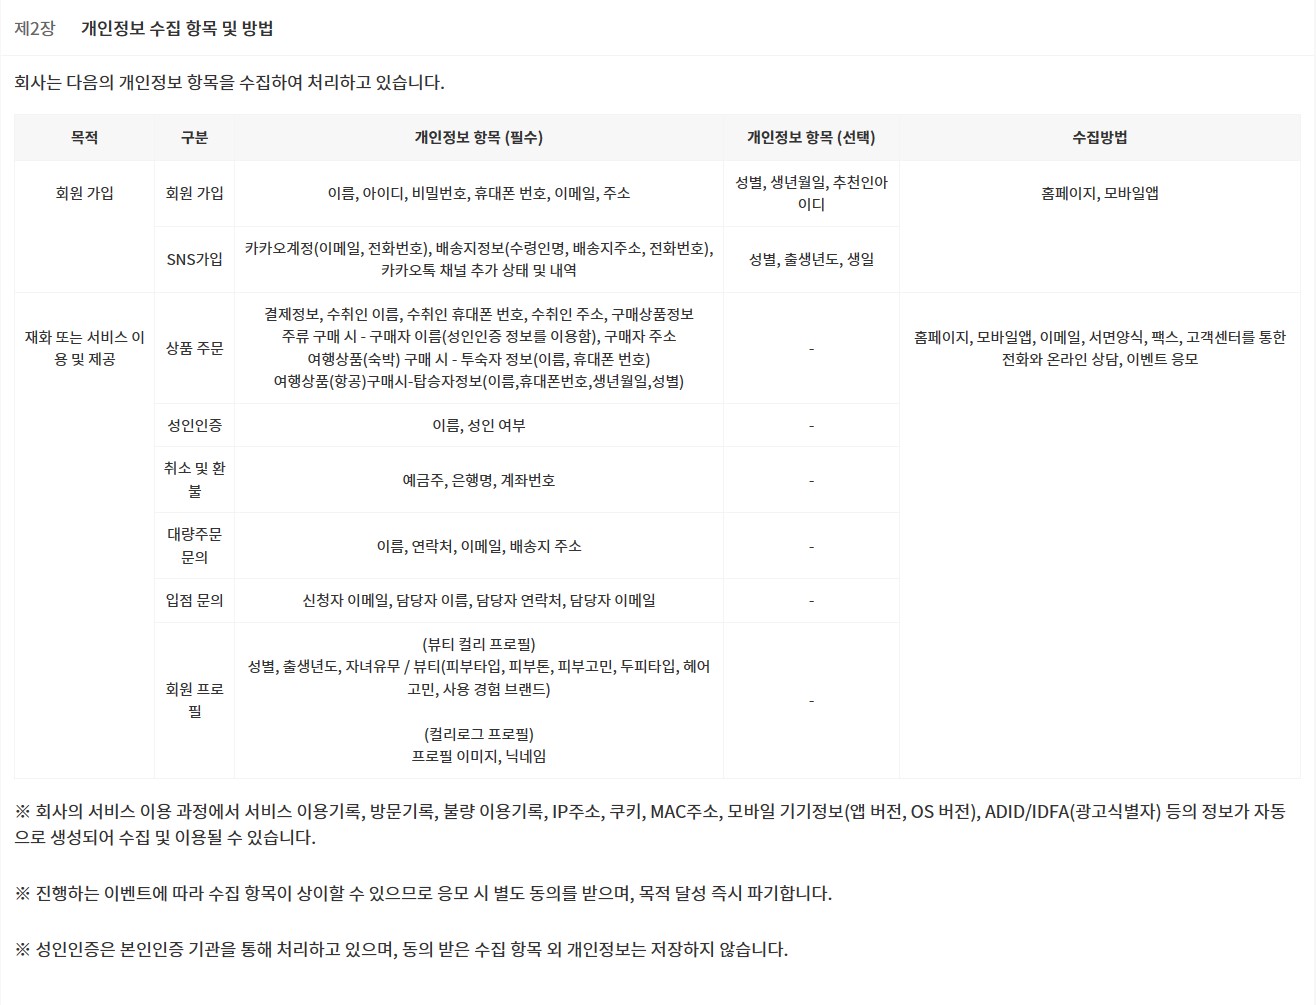 제2장 개인정보 수집 항목 및 방법
회사는 다음의 개인정보 항목을 수집하여 처리하고 있습니다.
목적 구분 개인정보 항목 (필수) 개인정보 항목 (선택) 수집방법
회원 가입 회원 가입 이름, 아이디, 비밀번호, 휴대폰 번호, 이메일, 주소 성별, 생년월일, 추천인아
이디 홈페이지, 모바일앱
SNS가입 카카오계정(이메일, 전화번호), 배송지정보(수령인명, 배송지주소, 전화번호),
카카오톡 채널 추가 상태 및 내역 성별, 출생년도, 생일
재화 또는 서비스 이
용 및 제공 상품 주문 결제정보, 수취인 이름, 수취인 휴대폰 번호, 수취인 주소, 구매상품정보
주류 구매 시 - 구매자 이름(성인인증 정보를 이용함), 구매자 주소
여행상품(숙박) 구매 시 - 투숙자 정보(이름, 휴대폰 번호)
여행상품(항공)구매시-탑승자정보(이름,휴대폰번호,생년월일,성별) -
홈페이지, 모바일앱, 이메일, 서면양식, 팩스, 고객센터를 통한
전화와 온라인 상담, 이벤트 응모
성인인증 이름, 성인 여부 -
취소 및 환
불 예금주, 은행명, 계좌번호 -
대량주문
문의 이름, 연락처, 이메일, 배송지 주소 -
입점 문의 신청자 이메일, 담당자 이름, 담당자 연락처, 담당자 이메일 -
회원 프로
필 (뷰티 컬리 프로필)
성별, 출생년도, 자녀유무 / 뷰티(피부타입, 피부톤, 피부고민, 두피타입, 헤어
고민, 사용 경험 브랜드)
(컬리로그 프로필)
프로필 이미지, 닉네임 -
※ 회사의 서비스 이용 과정에서 서비스 이용기록, 방문기록, 불량 이용기록, IP주소, 쿠키, MAC주소, 모바일 기기정보(앱 버전, OS 버전), ADID/IDFA(광고식별자) 등의 정보가 자동
으로 생성되어 수집 및 이용될 수 있습니다.
※ 진행하는 이벤트에 따라 수집 항목이 상이할 수 있으므로 응모 시 별도 동의를 받으며, 목적 달성 즉시 파기합니다.
※ 성인인증은 본인인증 기관을 통해 처리하고 있으며, 동의 받은 수집 항목 외 개인정보는 저장하지 않습니다.